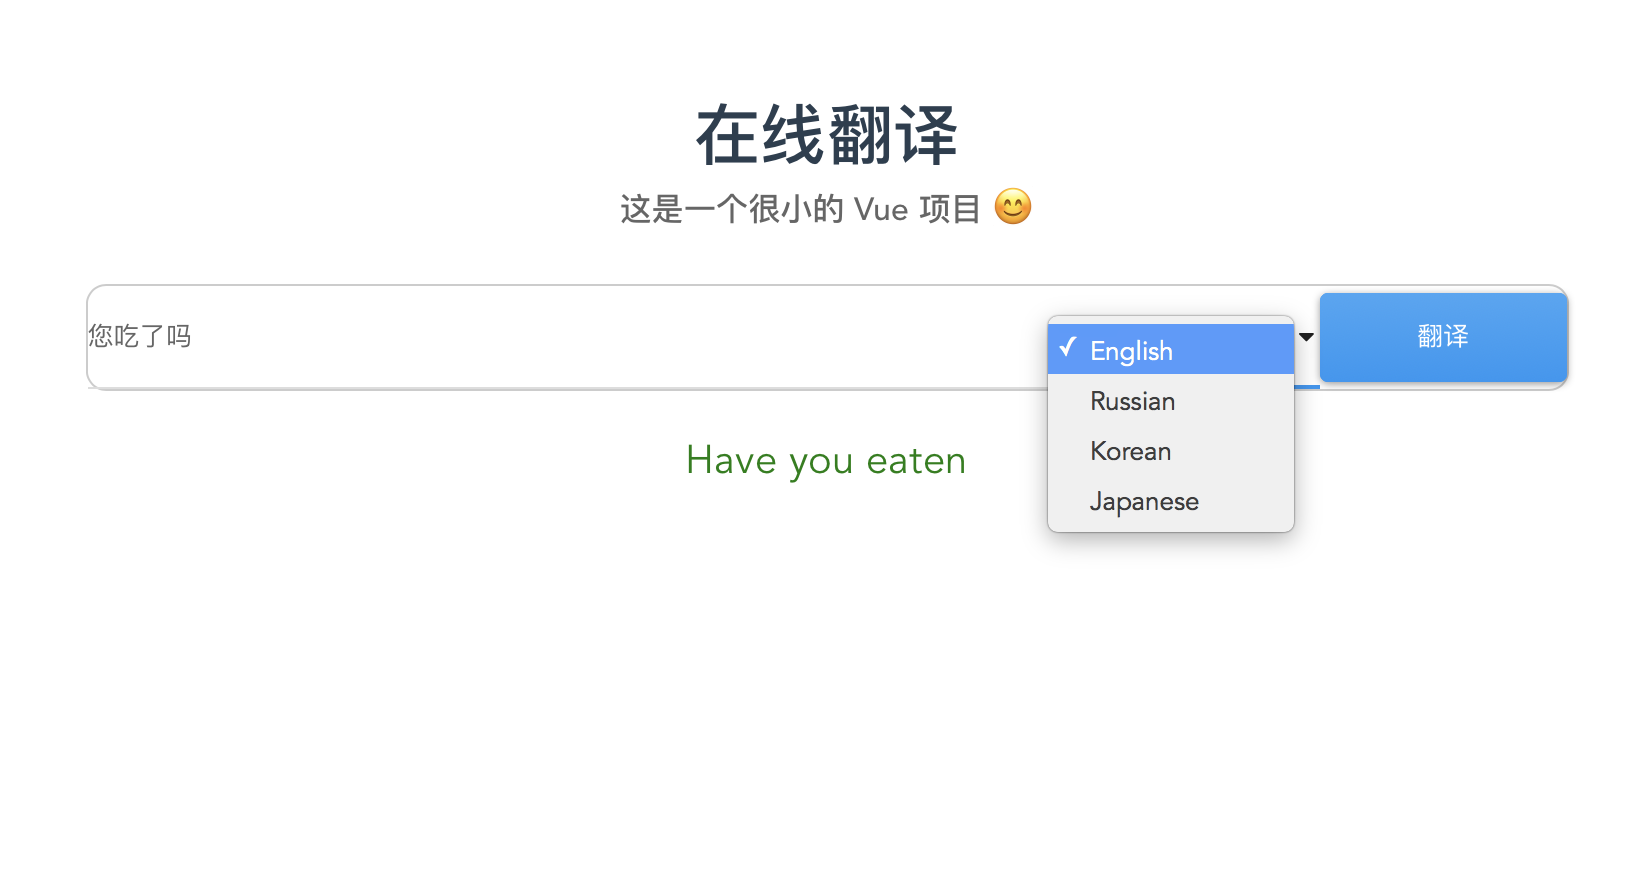 在线翻译
这是一个很小的 Vue 项目 😊
您吃了吗
翻译
✓ English
Russian
Korean
Japanese
Have you eaten